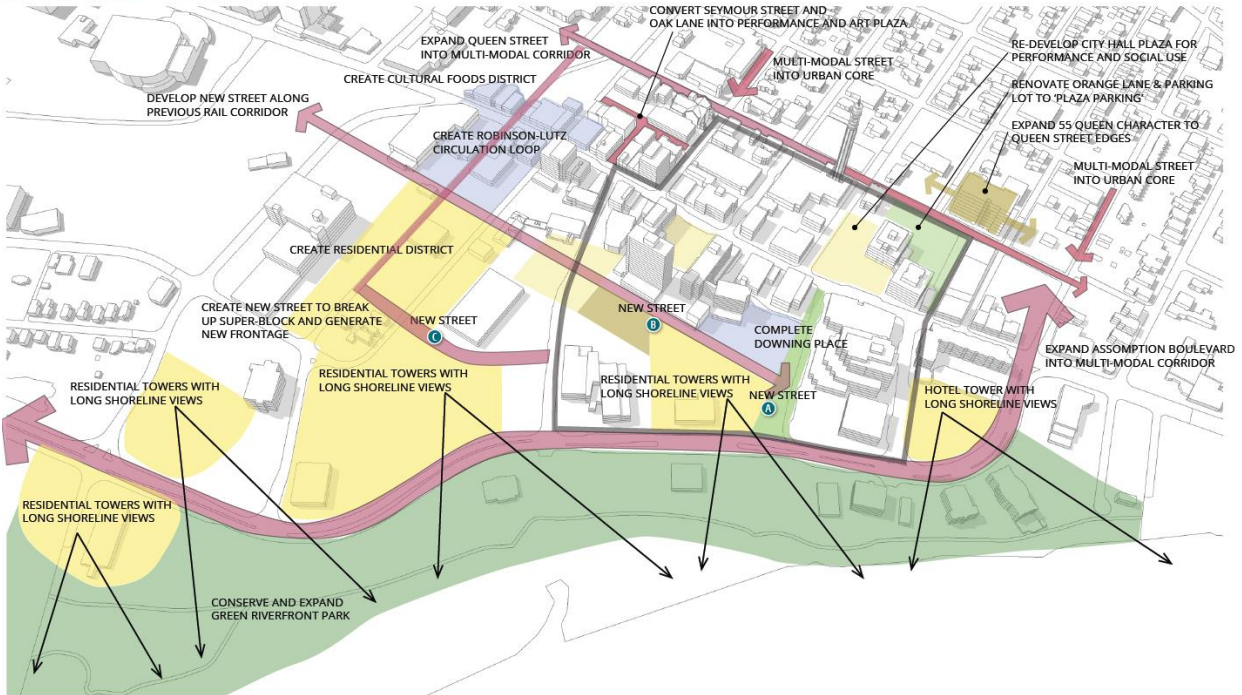 CONVERT SEYMOUR STREET AND
OAK LANE INTO PERFORMANCE AND ART PLAZA
EXPAND QUEEN STREET
INTO MULTI-MODAL CORRIDOR
RE-DEVELOP CITY HALL PLAZA FOR
PERFORMANCE AND SOCIAL USE
MULTI-MODAL STREET
INTO URBAN CORE
CREATE CULTURAL FOODS DISTRICT
RENOVATE ORANGE LANE & PARKING
LOT TO 'PLAZA PARKING'
DEVELOP NEW STREET ALONG
PREVIOUS RAIL CORRIDOR
EXPAND 55 QUEEN CHARACTER TO
QUEEN STREET EDGES
CREATE ROBINSON-LUTZ
CIRCULATION LOOP
MULTI-MODAL STREET
INTO URBAN CORE
CREATE RESIDENTIAL DISTRICT
CREATE NEW STREET TO BREAK
UP SUPER-BLOCK AND GENERATE
NEW FRONTAGE
NEW STREET
C
NEW STREET
B
COMPLETE
DOWNING PLACE
EXPAND ASSOMPTION BOULEVARD
INTO MULTI-MODAL CORRIDOR
RESIDENTIAL TOWERS WITH
LONG SHORELINE VIEWS
RESIDENTIAL TOWERS WITH
LONG SHORELINE VIEWS
RESIDENTIAL TOWERS WITH
LONG SHORELINE VIEWS
NEW STREET
A
HOTEL TOWER WITH
LONG SHORELINE VIEWS
RESIDENTIAL TOWERS WITH
LONG SHORELINE VIEWS
CONSERVE AND EXPAND
GREEN RIVERFRONT PARK